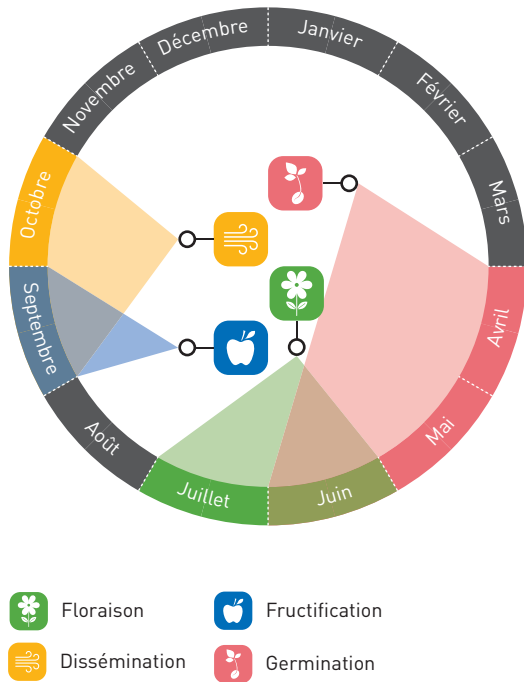 Janvier
Février
Mars
Avril
Mai
Juin
Juillet
Août
Septembre
Octobre
Novembre
Décembre
Floraison
Fructification
Dissémination
Germination